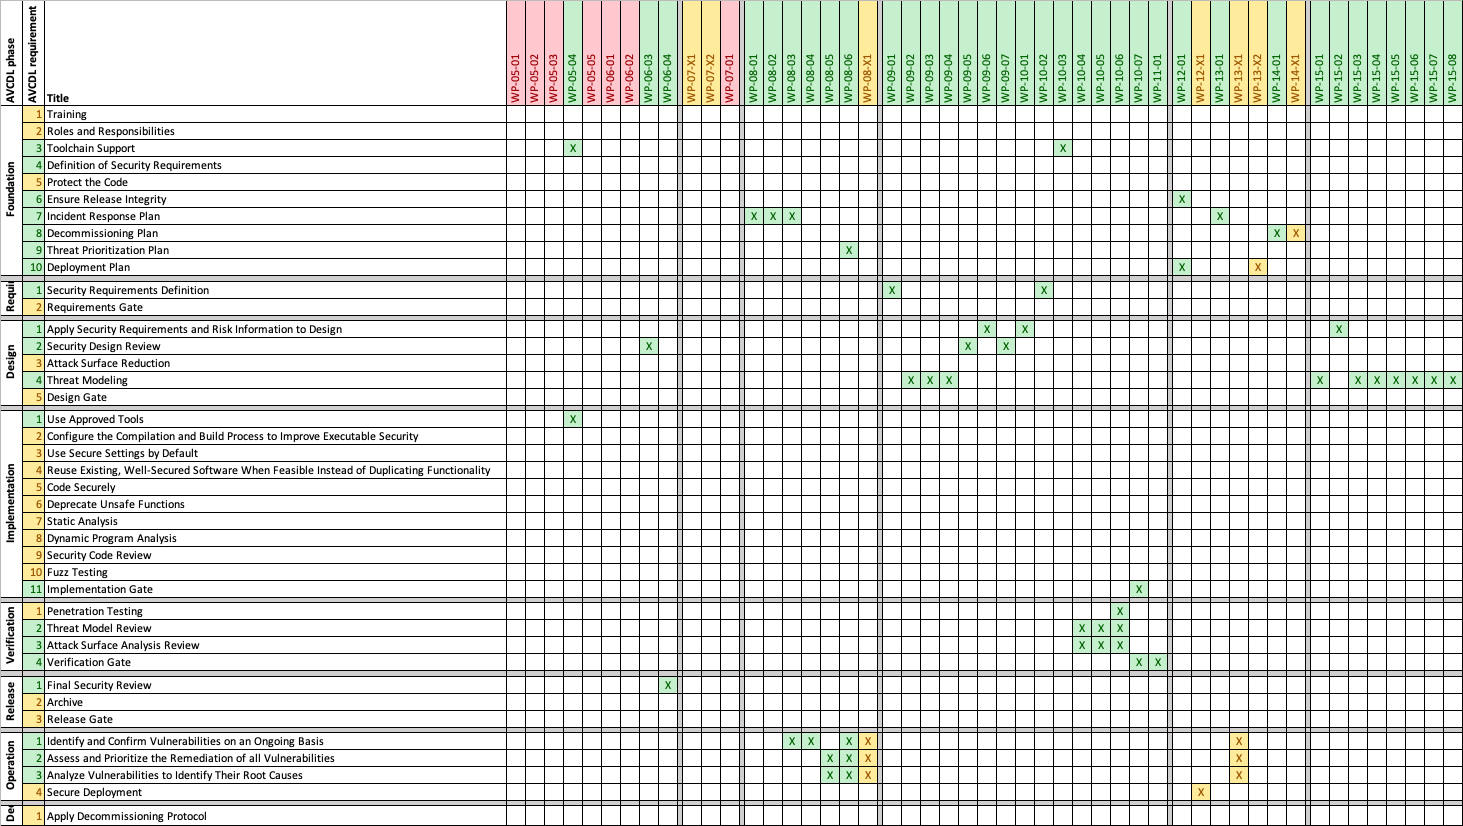 AVCDL phase AVCDL requirement Title WP-05-01 WP-05-02 WP-05-03 WP-05-04 WP-05-05 WP-06-01 WP-06-02 WP-06-03 WP-06-04 WP-07-X1 WP-07-X2 WP-07-01 WP-08-01 WP-08-02 WP-08-03 WP-08-04 WP-08-05 WP-08-06 WP-08-X1 WP-09-01 WP-09-02 WP-09-03 WP-09-04 WP-09-05 WP-09-06 WP-09-07 WP-10-01 WP-10-02 WP-10-03 WP-10-04 WP-10-05 WP-10-06 WP-10-07 WP-11-01 WP-12-01 WP-12-X1 WP-13-01 WP-13-X1 WP-13-X2 WP-14-01 WP-14-X1 WP-15-01 WP-15-02 WP-15-03 WP-15-04 WP-15-05 WP-15-06 WP-15-07 WP-15-08
Foundation
1 Training
2 Roles and Responsibilities
3 Toolchain Support X X
4 Definition of Security Requirements
5 Protect the Code
6 Ensure Release Integrity X
7 Incident Response Plan X X X X
8 Decommissioning Plan X X
9 Threat Prioritization Plan X
10 Deployment Plan X X
Requi
1 Security Requirements Definition X X
2 Requirements Gate
Design
1 Apply Security Requirements and Risk Information to Design X X X
2 Security Design Review X X X
3 Attack Surface Reduction
4 Threat Modeling X X X X X X X X X X
5 Design Gate
Implementation
1 Use Approved Tools X
2 Configure the Compilation and Build Process to Improve Executable Security
3 Use Secure Settings by Default
4 Reuse Existing, Well-Secured Software When Feasible Instead of Duplicating Functionality
5 Code Securely
6 Deprecate Unsafe Functions
7 Static Analysis
8 Dynamic Program Analysis
9 Security Code Review
10 Fuzz Testing
11 Implementation Gate X
Verification
1 Penetration Testing X
2 Threat Model Review X X X
3 Attack Surface Analysis Review X X X
4 Verification Gate X X
Release
1 Final Security Review X
2 Archive
3 Release Gate
Operation
1 Identify and Confirm Vulnerabilities on an Ongoing Basis X X X X X
2 Assess and Prioritize the Remediation of all Vulnerabilities X X X X
3 Analyze Vulnerabilities to Identify Their Root Causes X X X X
4 Secure Deployment X
Dec
1 Apply Decommissioning Protocol